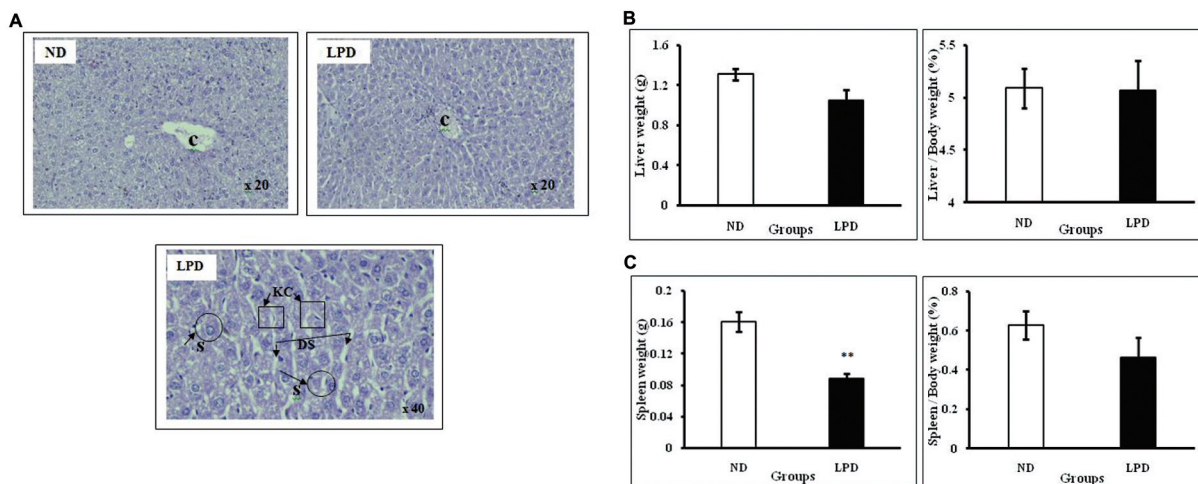 A
ND
C
x 20
LPD
C
x 20
LPD
KC
S
DS
S
x 40
B
Liver weight (g)
1.6
1.2
0.8
0.4
0
ND
LPD
Groups
Liver / Body weight (%)
5.5
5
4.5
4
ND
LPD
Groups
C
Spleen weight (g)
0.2
0.16
0.12
0.08
0.04
0
**
ND
LPD
Groups
Spleen / Body weight (%)
0.8
0.6
0.4
0.2
0
ND
LPD
Groups